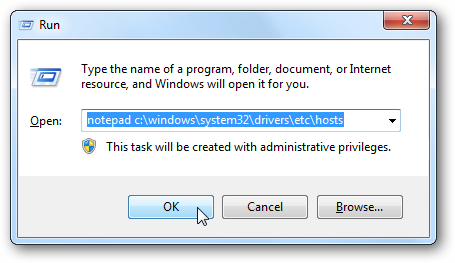 Run
Type the name of a program, folder, document, or Internet
resource, and Windows will open it for you.
Open: notepad c:\windows\system32\drivers\etc\hosts
This task will be created with administrative privileges.
OK Cancel Browse...